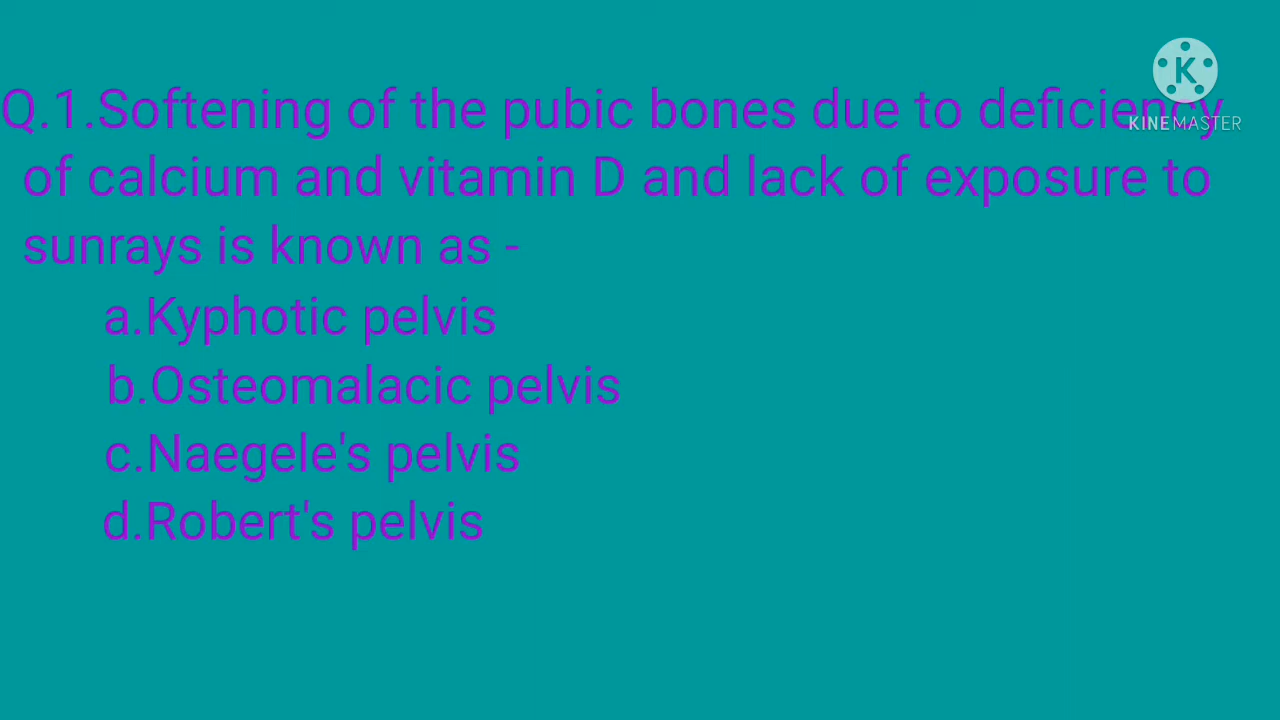 Q.1.Softening of the pubic bones due to deficiency
of calcium and vitamin D and lack of exposure to
sunrays is known as -
a.Kyphotic pelvis
b.Osteomalacic pelvis
c.Naegele's pelvis
d.Robert's pelvis
K
KINEMASTER